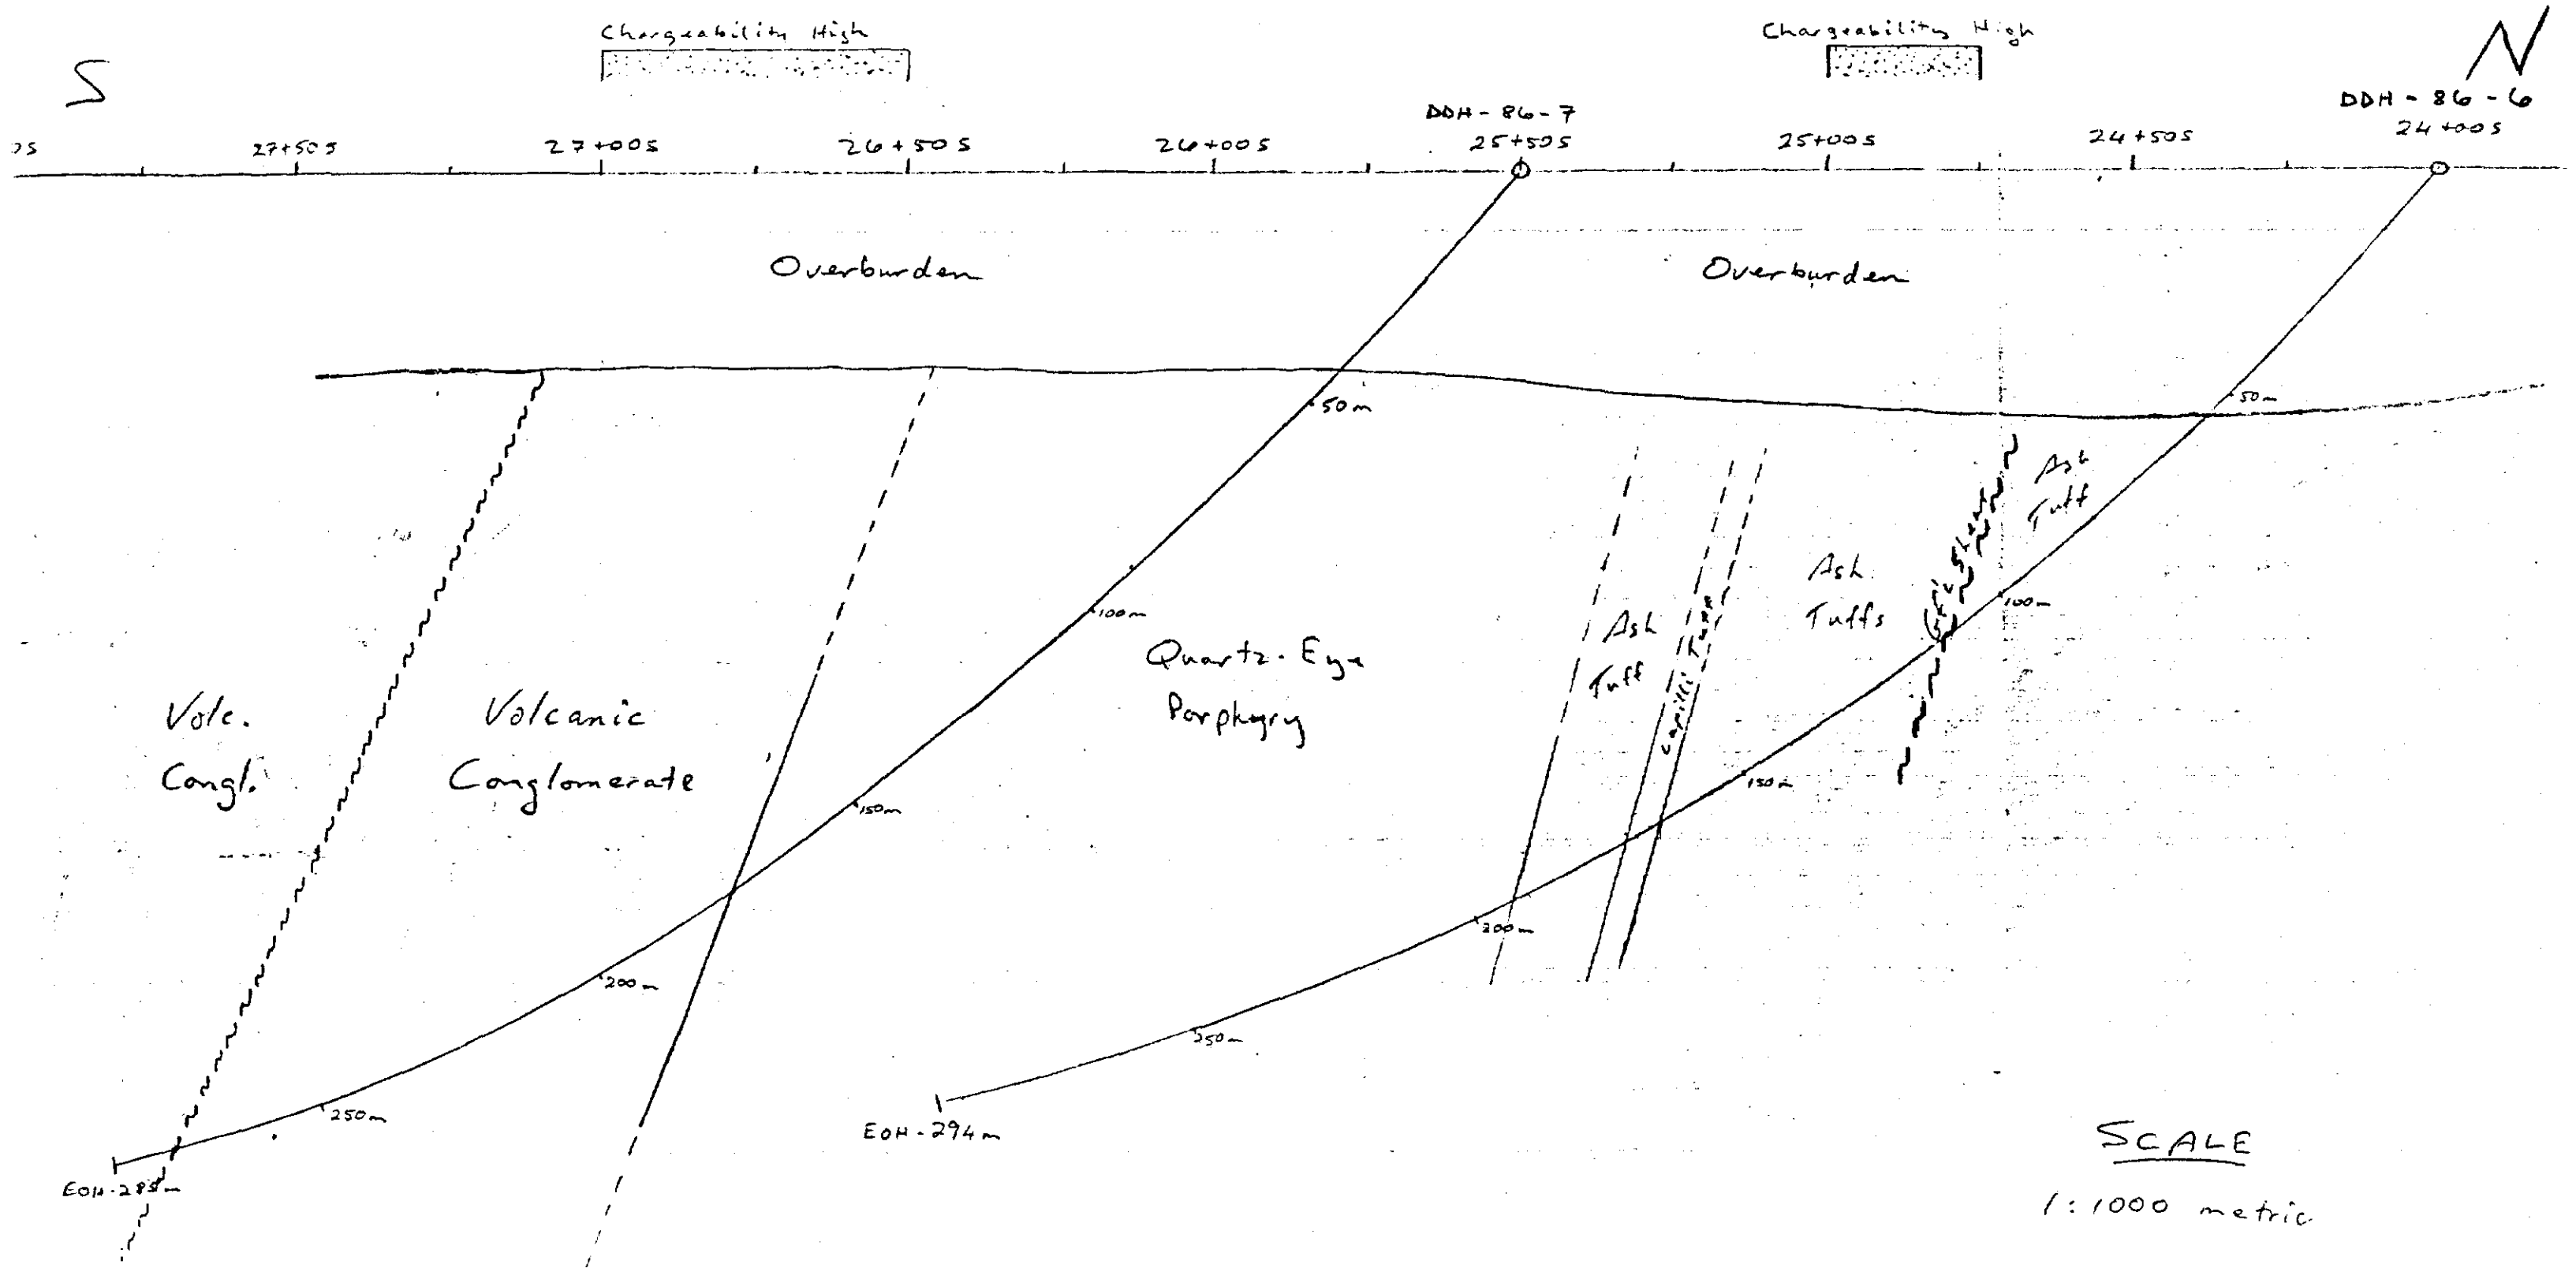 Chargeability High
Chargeability High
S
N
DDH-86-7
DDH-86-6
27+50S
27+00S
26+50S
26+00S
25+50S
25+00S
24+50S
24+00S
Overburden
Overburden
50m
50m
Ash
Tuff
100m
100m
Ash
Tuffs
Ash
Tuff
Quartz-Eye
Porphyry
Volc.
Congl.
Volcanic
Conglomerate
150m
150m
200m
200m
250m
250m
EOH-294m
EOH-285m
SCALE
1:1000 metric